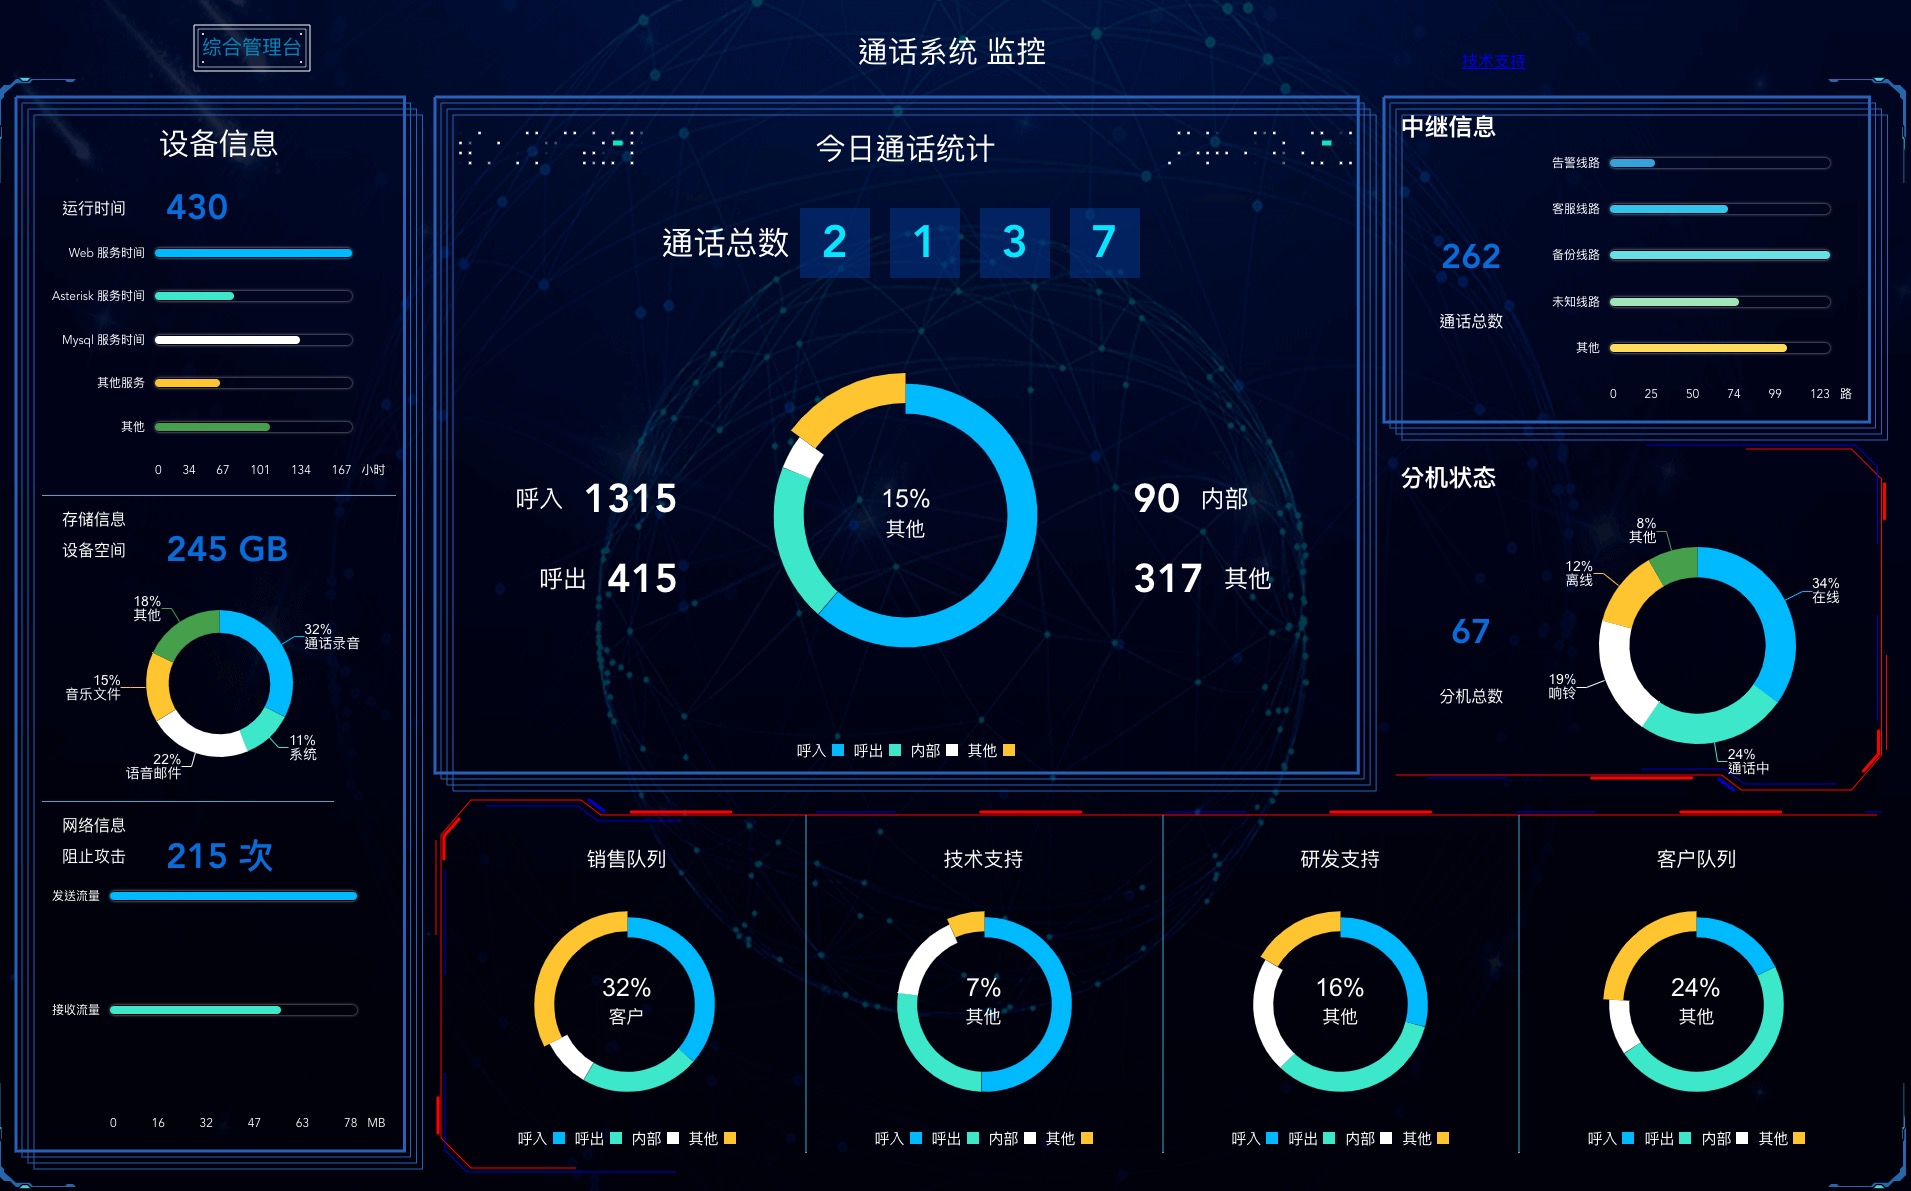 综合管理台
通话系统 监控
技术支持
设备信息
运行时间 430
Web 服务时间
Asterisk 服务时间
Mysql 服务时间
其他服务
其他
0 34 67 101 134 167 小时
存储信息
设备空间 245 GB
18%
其他
32%
通话录音
15%
音乐文件
11%
系统
22%
语音邮件
网络信息
阻止攻击 215 次
发送流量
接收流量
0 16 32 47 63 78 MB
今日通话统计
通话总数 2 1 3 7
呼入 1315
呼出 415
15%
其他
90 内部
317 其他
呼入 呼出 内部 其他
中继信息
262
通话总数
告警线路
客服线路
备份线路
未知线路
其他
0 25 50 74 99 123 路
分机状态
67
分机总数
8%
其他
12%
离线
34%
在线
19%
响铃
24%
通话中
销售队列
32%
客户
呼入 呼出 内部 其他
技术支持
7%
其他
呼入 呼出 内部 其他
研发支持
16%
其他
呼入 呼出 内部 其他
客户队列
24%
其他
呼入 呼出 内部 其他